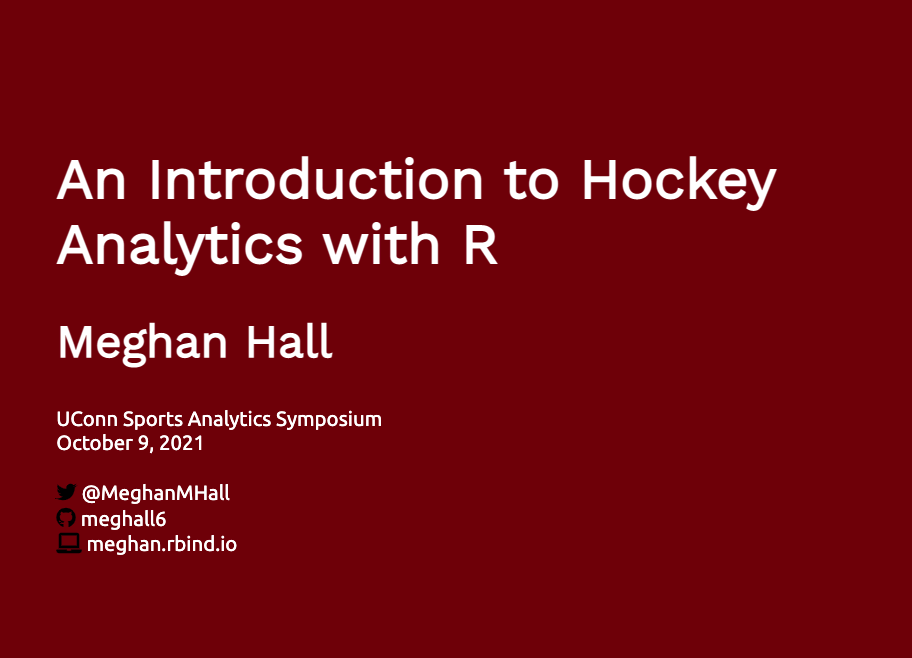 An Introduction to Hockey
Analytics with R
Meghan Hall
UConn Sports Analytics Symposium
October 9, 2021
@MeghanMHall
meghall6
meghan.rbind.io